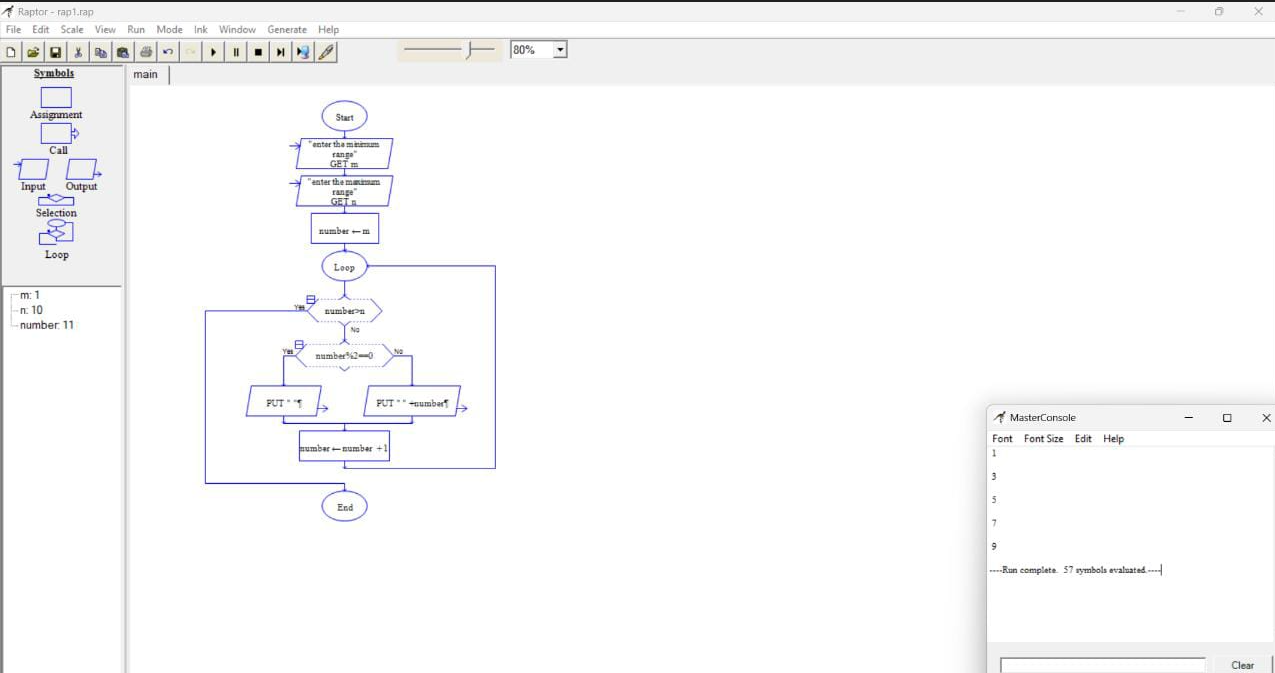 Raptor - rap1.rap
File Edit Scale View Run Mode Ink Window Generate Help
80%
Symbols
Assignment
Call
Input Output
Selection
Loop
m: 1
n: 10
number: 11
main
Start
"enter the minimum
range"
GET m
"enter the maximum
range"
GET n
number ← m
Loop
Yes number>n
No
Yes number%2==0 No
PUT " "¶ PUT " " +number¶
number ← number +1
End
MasterConsole
Font Font Size Edit Help
1
3
5
7
9
----Run complete. 57 symbols evaluated.----
Clear